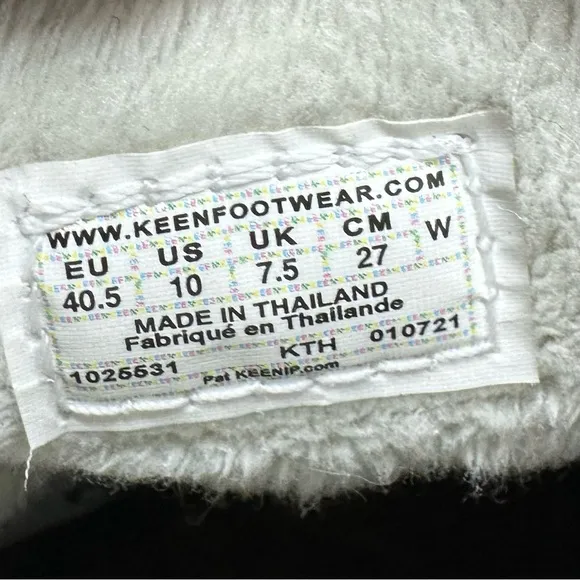 WWW.KEENFOOTWEAR.COM
EU US UK CM W
40.5 10 7.5 27
MADE IN THAILAND
Fabriqué en Thaïlande
KTH 010721
1025531 Pat KEENIP.com